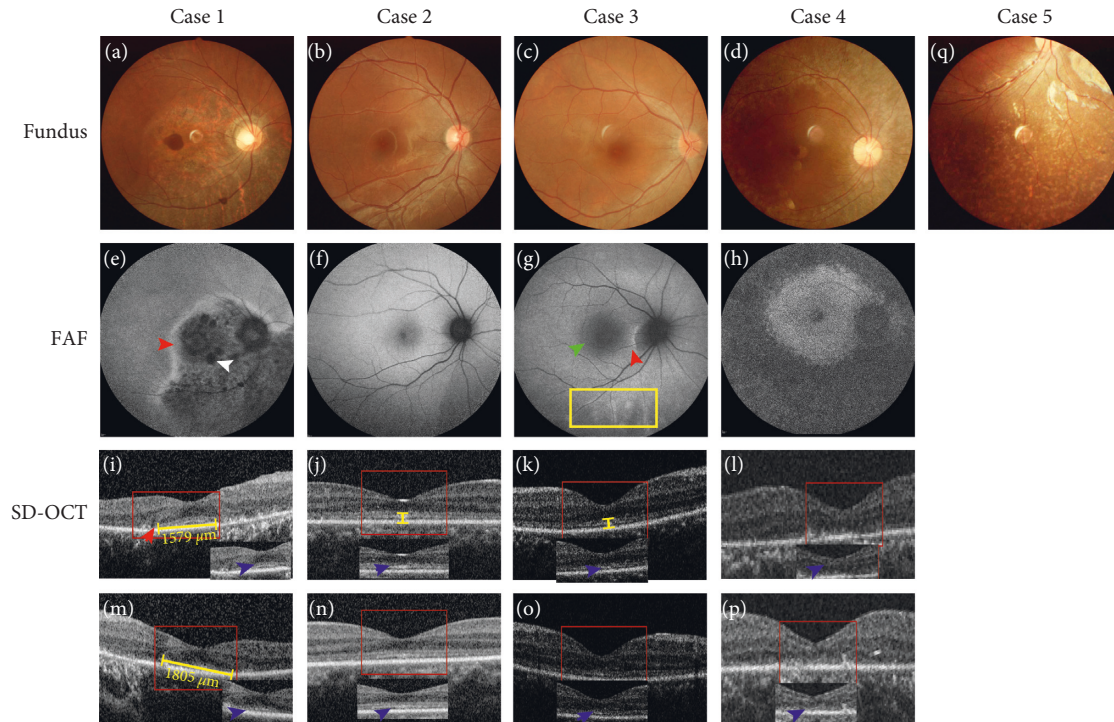 Case 1 Case 2 Case 3 Case 4 Case 5
Fundus (a) (b) (c) (d) (q)
FAF (e) (f) (g) (h)
SD-OCT (i) (j) (k) (l)
1579 μm
(m) (n) (o) (p)
1805 μm